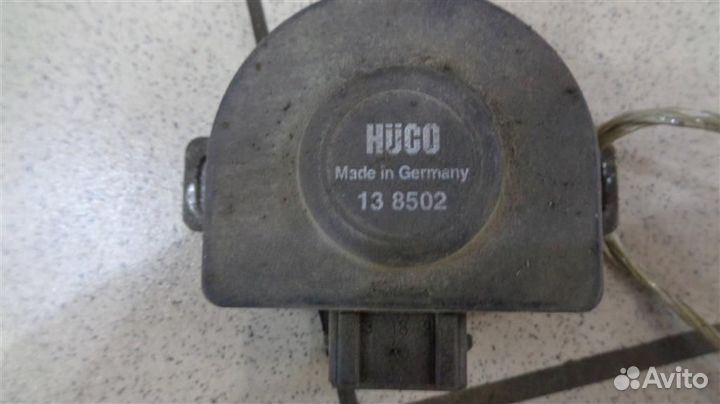 HÜCO
Made in Germany
13 8502
Avito